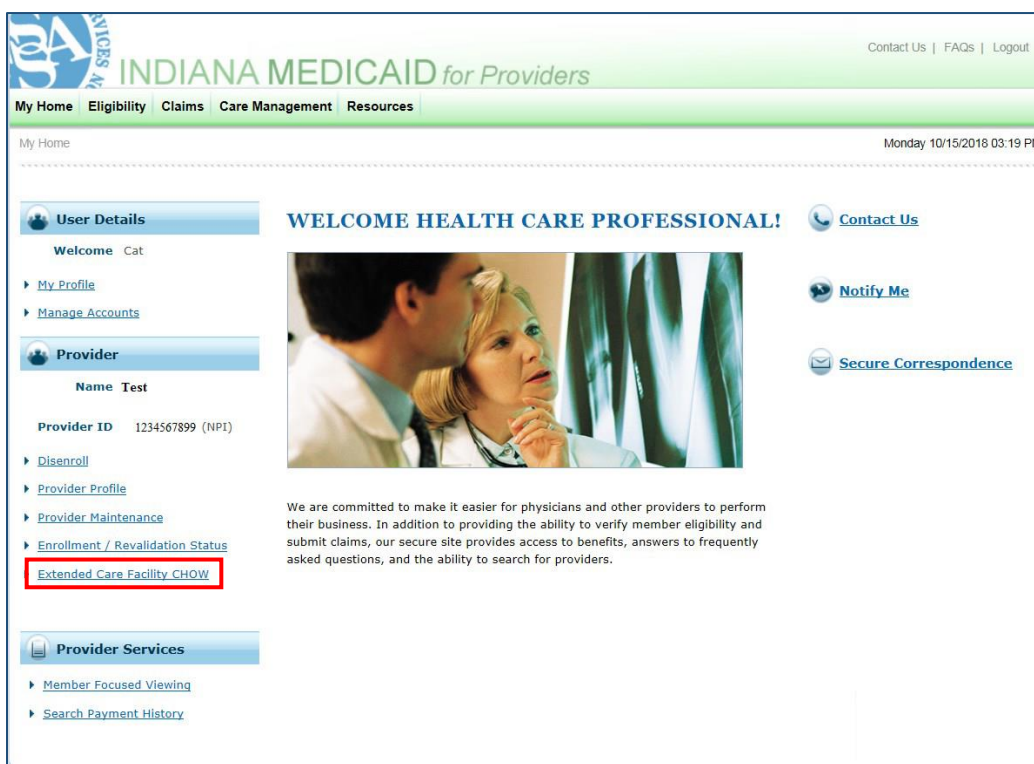 SERVICES
Contact Us | FAQs | Logout
INDIANA MEDICAID for Providers
My Home Eligibility Claims Care Management Resources
My Home
Monday 10/15/2018 03:19 P
User Details
Welcome Cat
My Profile
Manage Accounts
Provider
Name Test
Provider ID 1234567899 (NPI)
Disenroll
Provider Profile
Provider Maintenance
Enrollment / Revalidation Status
Extended Care Facility CHOW
Provider Services
Member Focused Viewing
Search Payment History
WELCOME HEALTH CARE PROFESSIONAL!
We are committed to make it easier for physicians and other providers to perform
their business. In addition to providing the ability to verify member eligibility and
submit claims, our secure site provides access to benefits, answers to frequently
asked questions, and the ability to search for providers.
Contact Us
Notify Me
Secure Correspondence